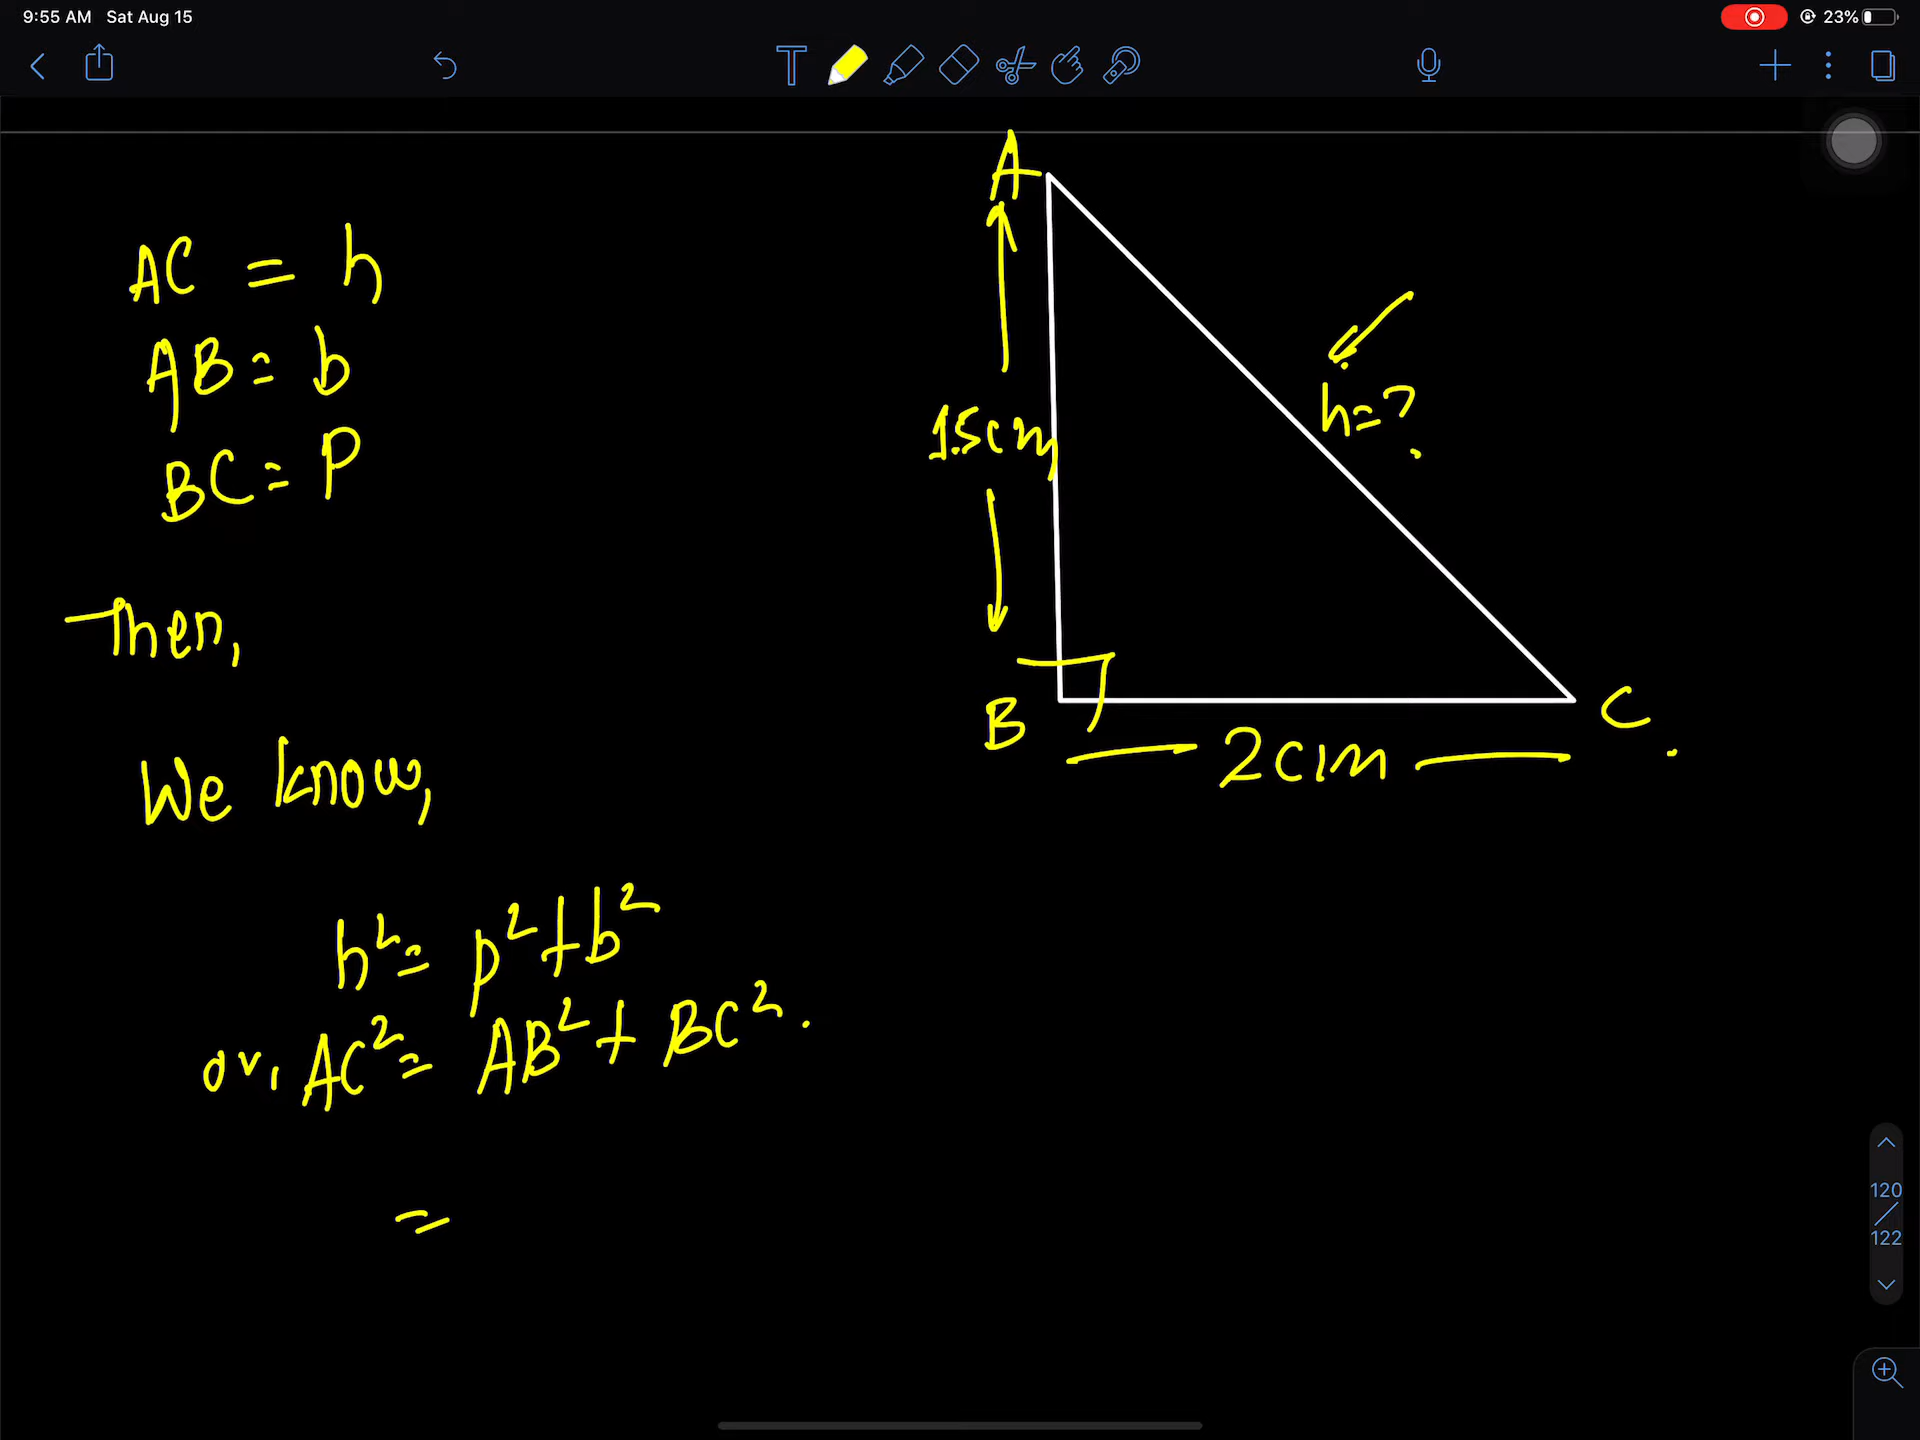 9:55 AM Sat Aug 15
23%
T
A
AC = h
AB = b
BC = P
1.5cm
h=?
Then,
B
C.
2cm
We know,
h² = p²+b²
or, AC² = AB² + BC².
=
120
/
122